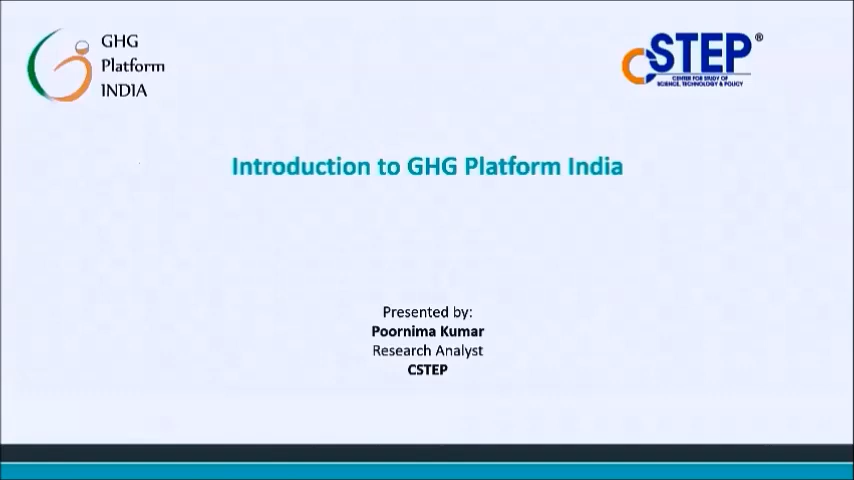 GHG
Platform
INDIA
CSTEP®
CENTER FOR STUDY OF
SCIENCE, TECHNOLOGY & POLICY
Introduction to GHG Platform India
Presented by:
Poornima Kumar
Research Analyst
CSTEP